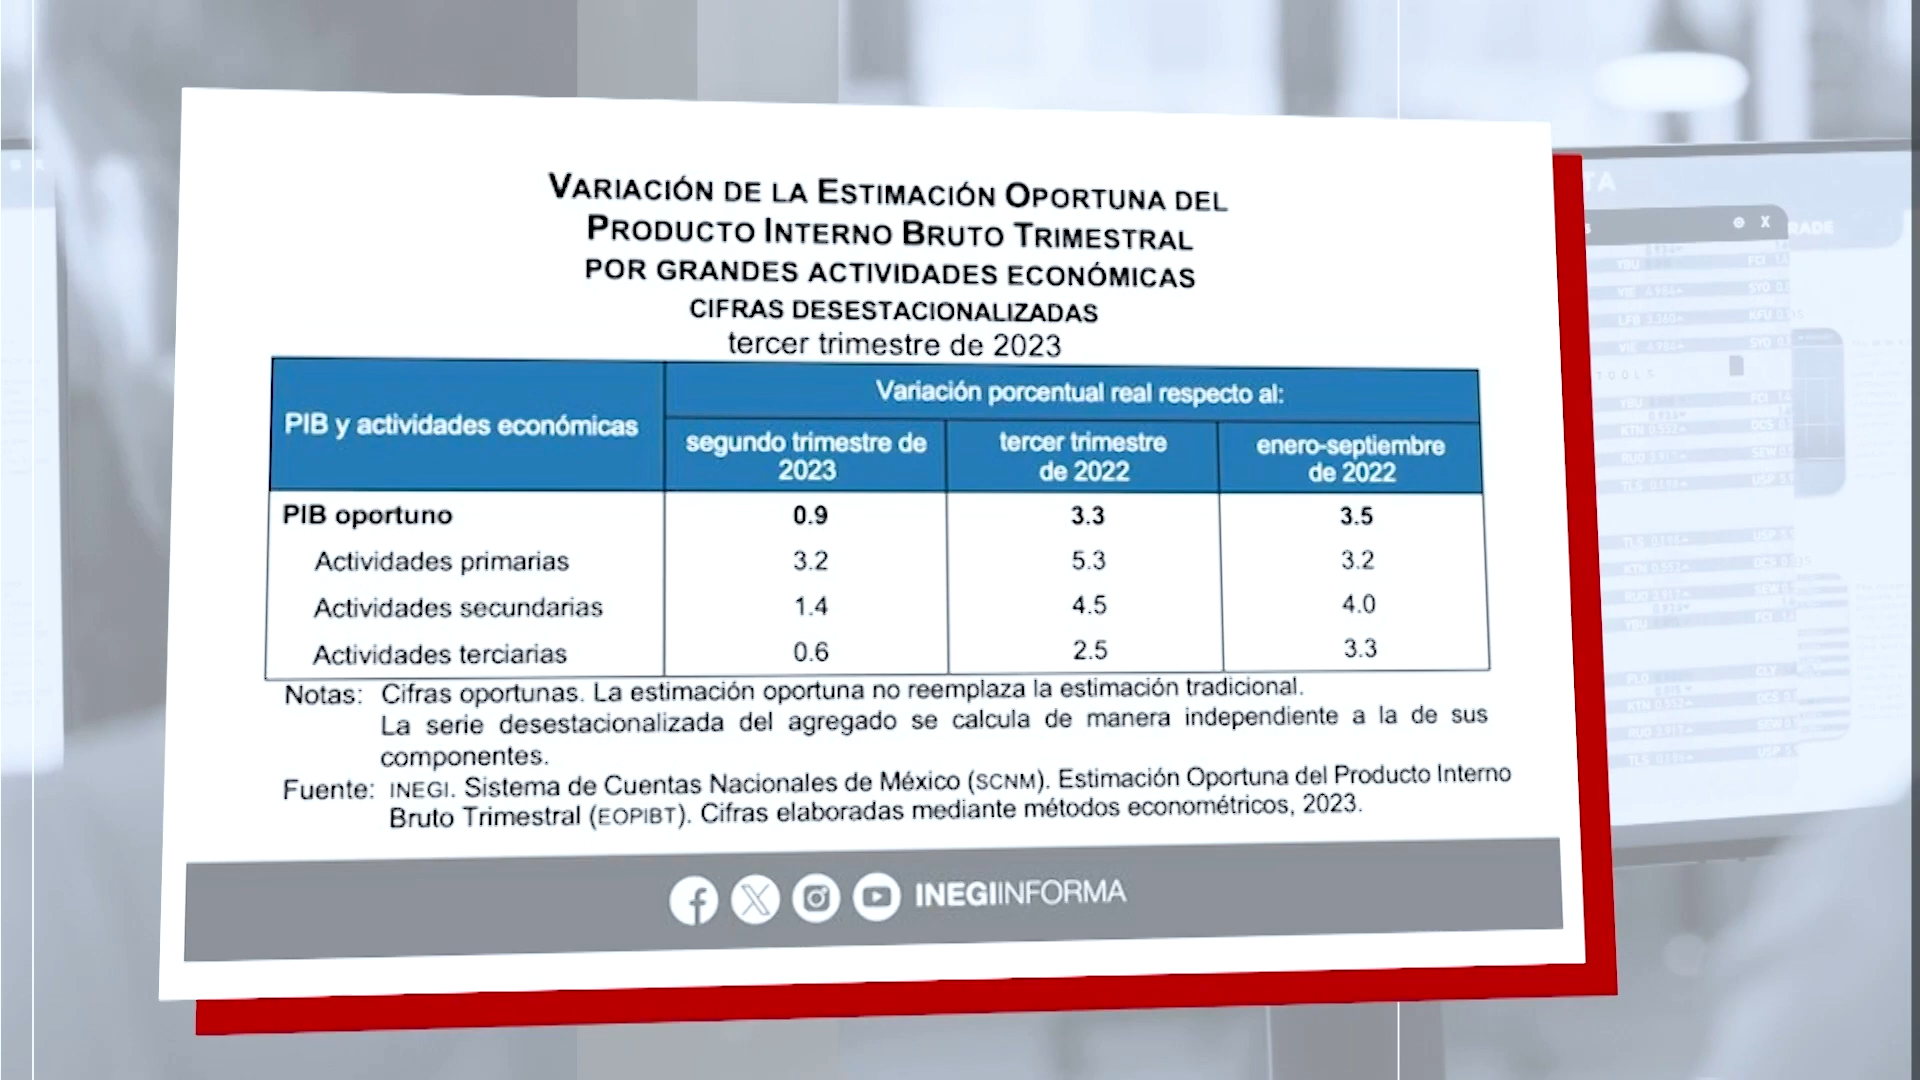 VARIACIÓN DE LA ESTIMACIÓN OPORTUNA DEL
PRODUCTO INTERNO BRUTO TRIMESTRAL
POR GRANDES ACTIVIDADES ECONÓMICAS
CIFRAS DESESTACIONALIZADAS
tercer trimestre de 2023
PIB y actividades económicas
Variación porcentual real respecto al:
segundo trimestre de 2023
tercer trimestre de 2022
enero-septiembre de 2022
PIB oportuno 0.9 3.3 3.5
Actividades primarias 3.2 5.3 3.2
Actividades secundarias 1.4 4.5 4.0
Actividades terciarias 0.6 2.5 3.3
Notas: Cifras oportunas. La estimación oportuna no reemplaza la estimación tradicional.
La serie desestacionalizada del agregado se calcula de manera independiente a la de sus
componentes.
Fuente: INEGI. Sistema de Cuentas Nacionales de México (SCNM). Estimación Oportuna del Producto Interno
Bruto Trimestral (EOPIBT). Cifras elaboradas mediante métodos econométricos, 2023.
INEGIINFORMA